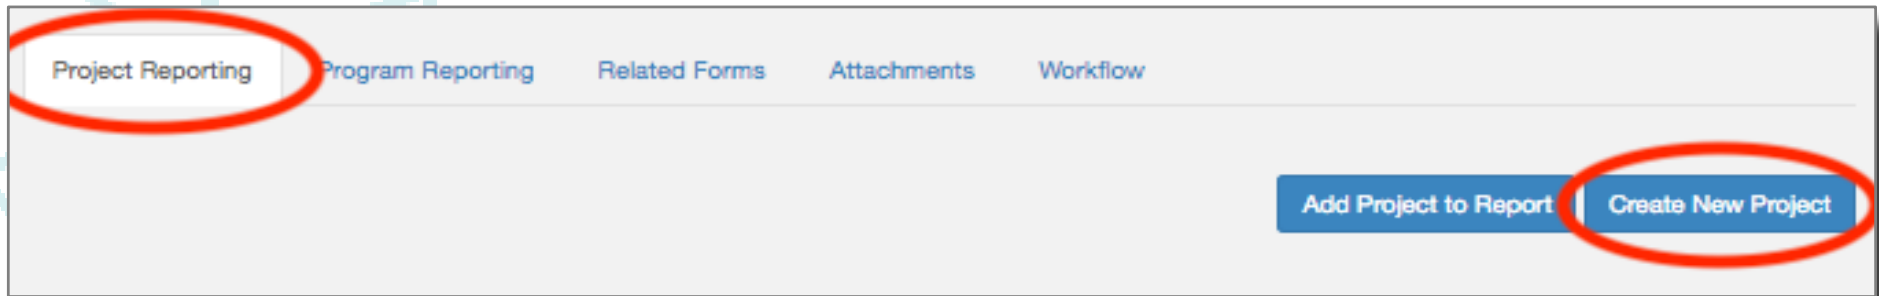 Project Reporting Program Reporting Related Forms Attachments Workflow
Add Project to Report Create New Project